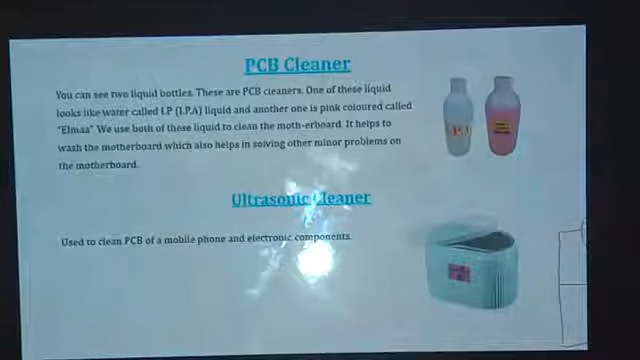 PCB Cleaner
You can see two liquid bottles. These are PCB cleaners. One of these liquid
looks like water called I.P (I.P.A) liquid and another one is pink coloured called
"Elmaa" We use both of these liquid to clean the moth-erboard. It helps to
wash the motherboard which also helps in solving other minor problems on
the motherboard.
Ultrasonic Cleaner
Used to clean PCB of a mobile phone and electronic components.